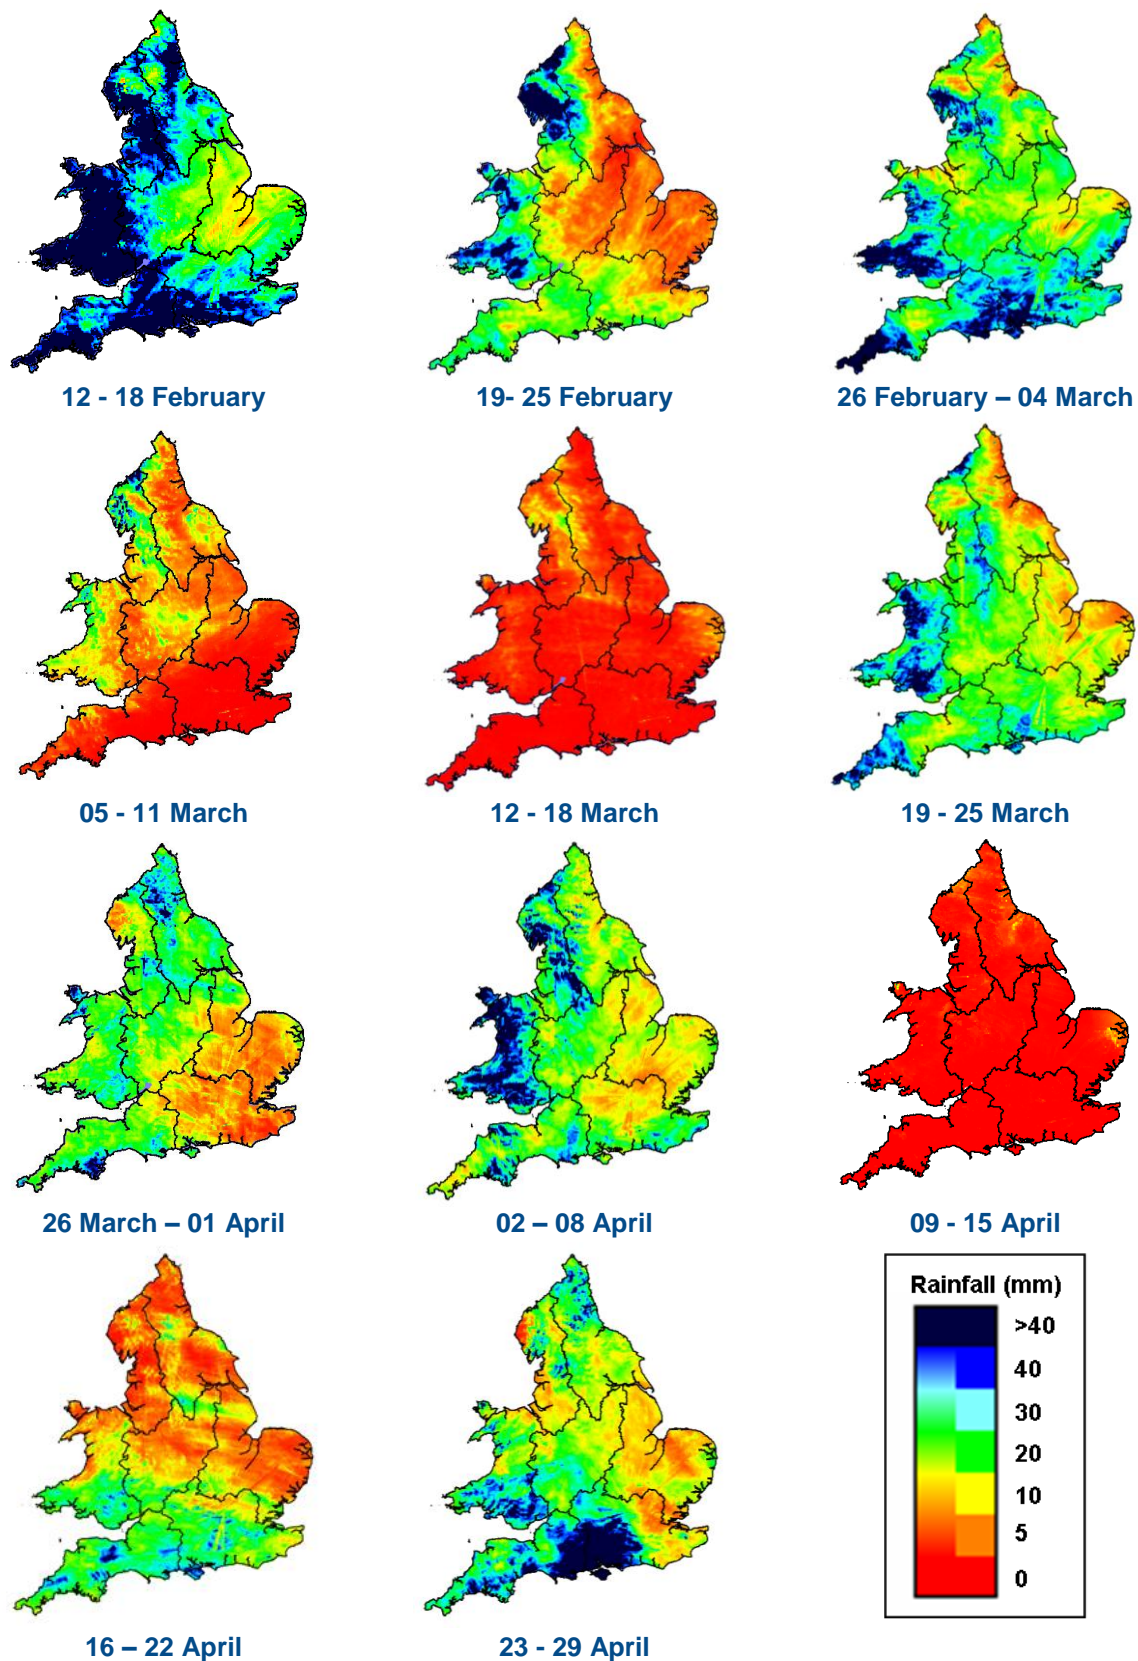 12 - 18 February
19- 25 February
26 February – 04 March
05 - 11 March
12 - 18 March
19 - 25 March
26 March – 01 April
02 – 08 April
09 - 15 April
Rainfall (mm)
>40
40
30
20
10
5
0
16 – 22 April
23 - 29 April